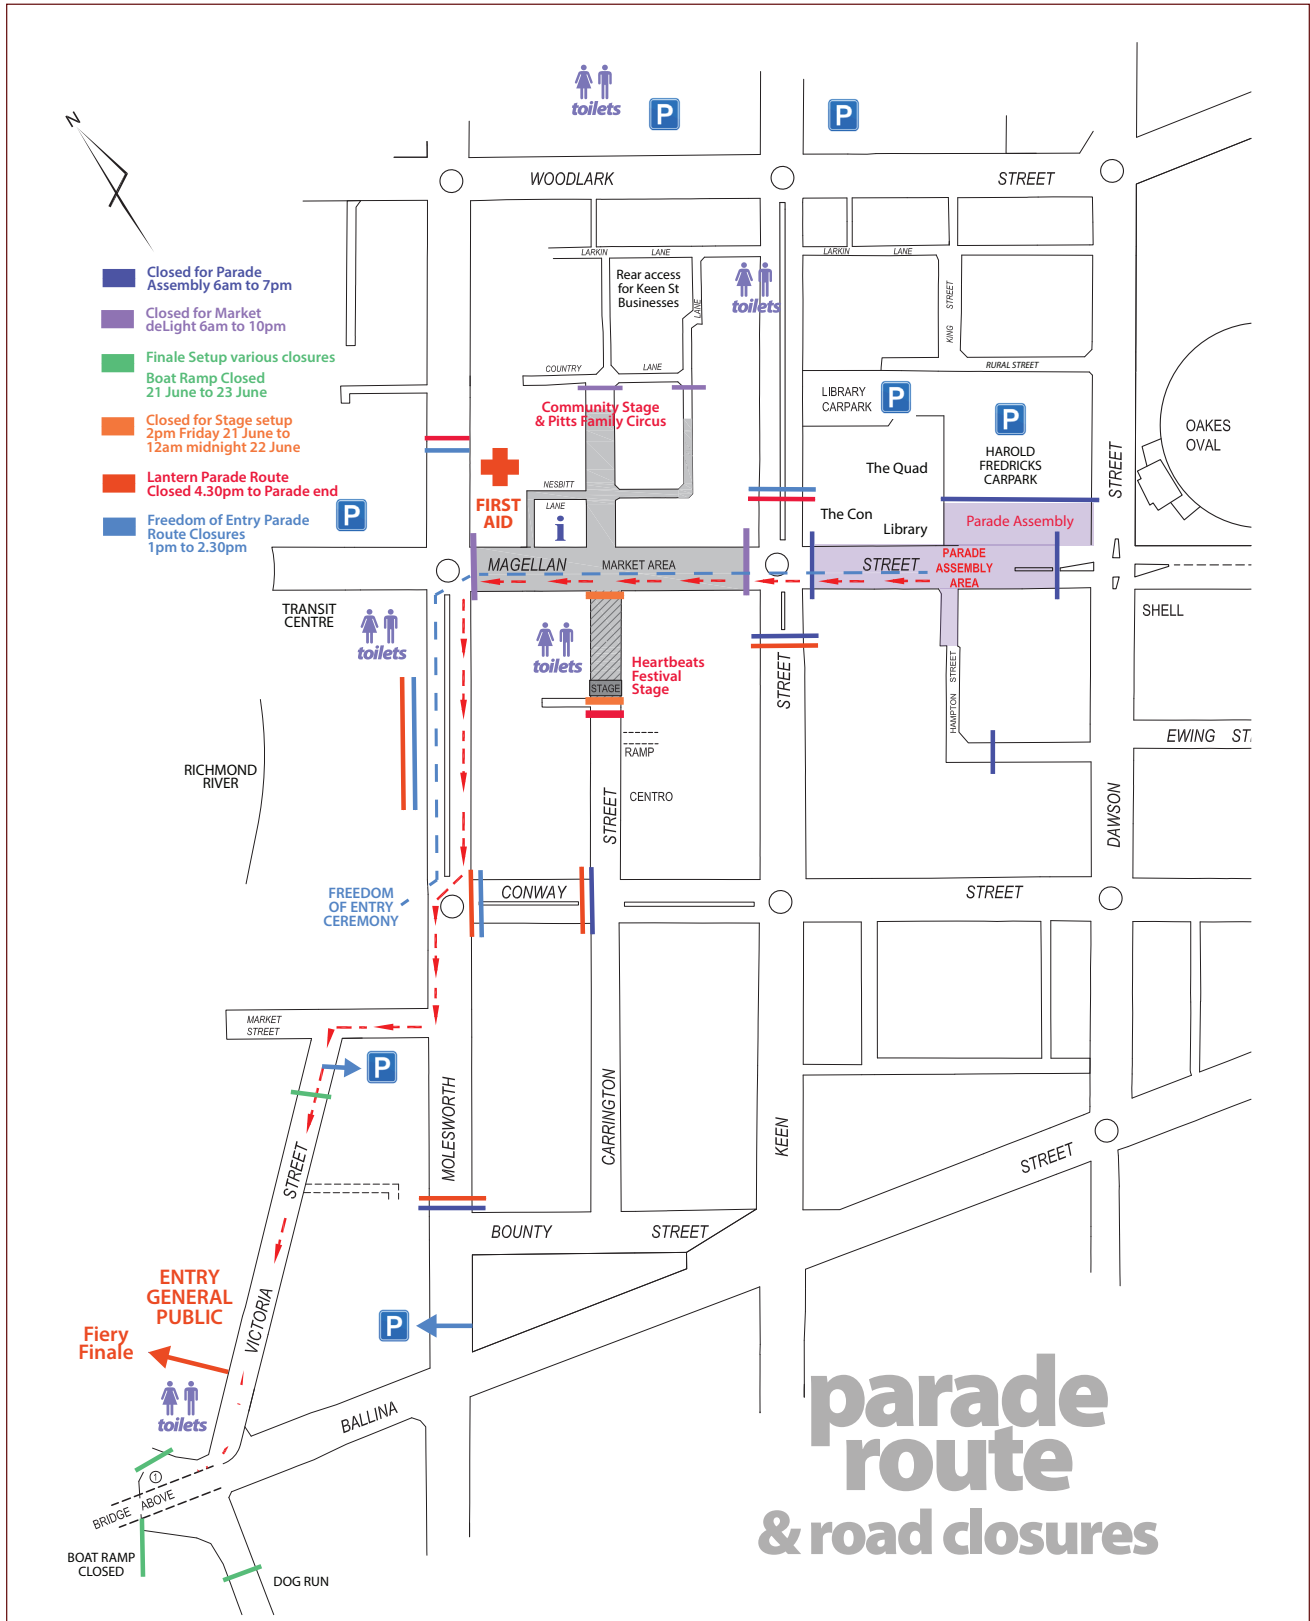 toilets
P
P
N
WOODLARK
STREET
LARKIN LANE
LARKIN LANE
Rear access
for Keen St
Businesses
LANE
toilets
KING STREET
Closed for Parade
Assembly 6am to 7pm
Closed for Market
deLight 6am to 10pm
Finale Setup various closures
Boat Ramp Closed
21 June to 23 June
Closed for Stage setup
2pm Friday 21 June to
12am midnight 22 June
Lantern Parade Route
Closed 4.30pm to Parade end
Freedom of Entry Parade
Route Closures
1pm to 2.30pm
P
COUNTRY LANE
RURAL STREET
Community Stage
& Pitts Family Circus
LIBRARY
CARPARK
P
P
HAROLD
FREDRICKS
CARPARK
OAKES
OVAL
STREET
The Quad
The Con
Library
Parade Assembly
FIRST
AID
NESBITT
LANE
i
MAGELLAN
MARKET AREA
STREET
PARADE
ASSEMBLY
AREA
TRANSIT
CENTRE
toilets
toilets
SHELL
Heartbeats
Festival
Stage
STAGE
STREET
HAMPTON STREET
RAMP
EWING ST.
RICHMOND
RIVER
CENTRO
STREET
DAWSON
FREEDOM
OF ENTRY
CEREMONY
CONWAY
STREET
MARKET
STREET
P
MOLESWORTH
CARRINGTON
KEEN
STREET
STREET
BOUNTY
STREET
ENTRY
GENERAL
PUBLIC
VICTORIA
P
Fiery
Finale
toilets
BALLINA
BRIDGE ABOVE
BOAT RAMP
CLOSED
DOG RUN
parade
route
& road closures